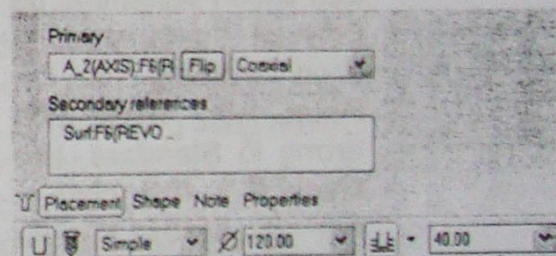 Primary
A_2(AXIS):F6(R Flip Coaxial
Secondary references
Surf:F6(REVO ...
Placement Shape Note Properties
Simple Ø 120.00 40.00